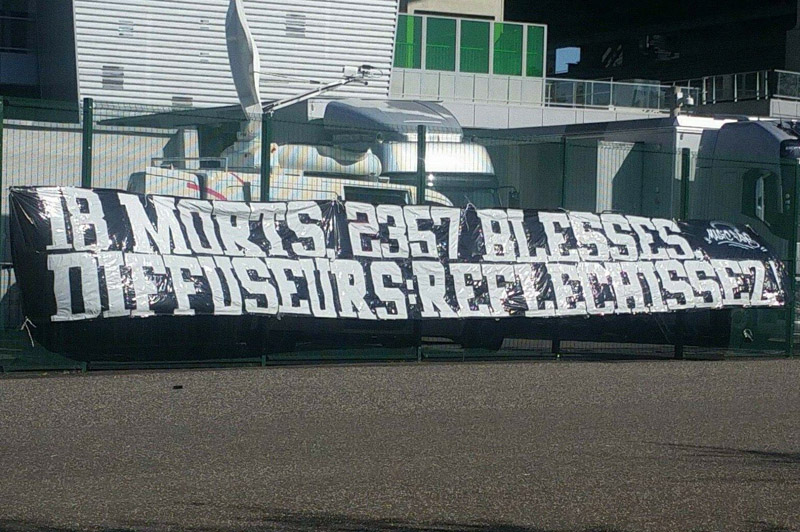 18 MORTS. 2357 BLESSES.
DIFFUSEURS:REFLECHISSEZ!